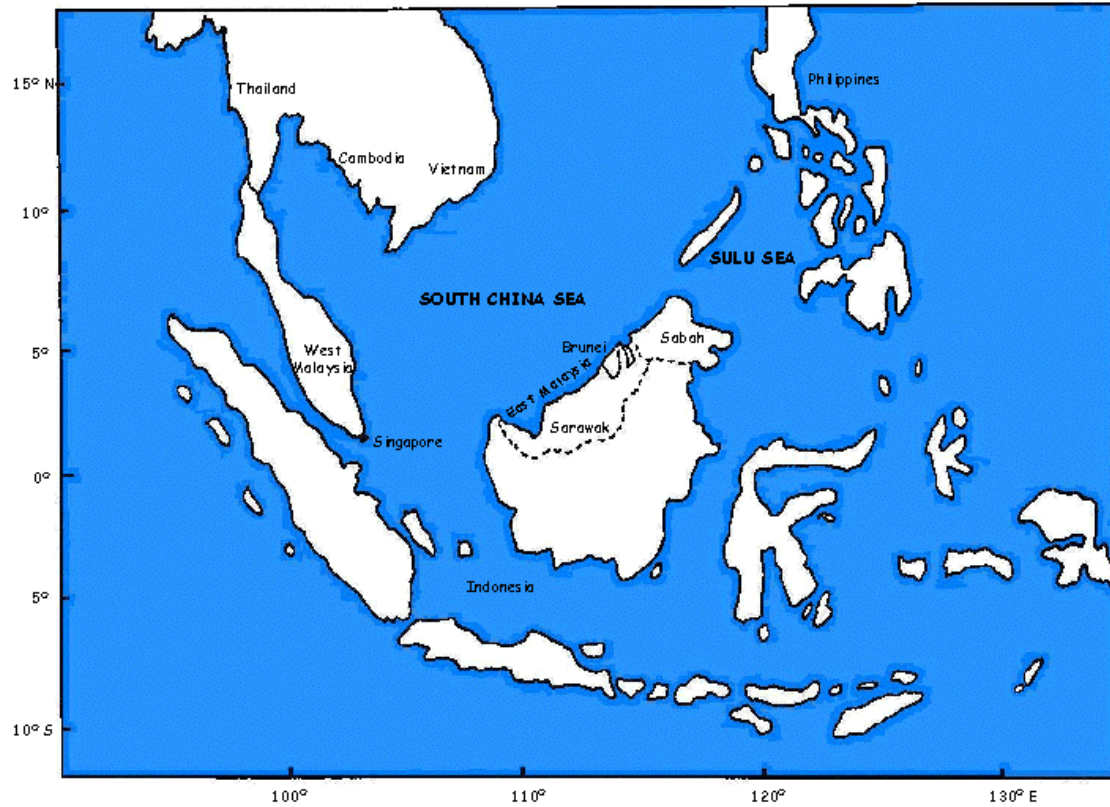 15° N
Thailand
Philippines
Cambodia
Vietnam
10°
SULU SEA
SOUTH CHINA SEA
5°
West
Malaysia
Brunei
Sabah
East Malaysia
Sarawak
Singapore
0°
Indonesia
5°
10° S
100°
110°
120°
130° E